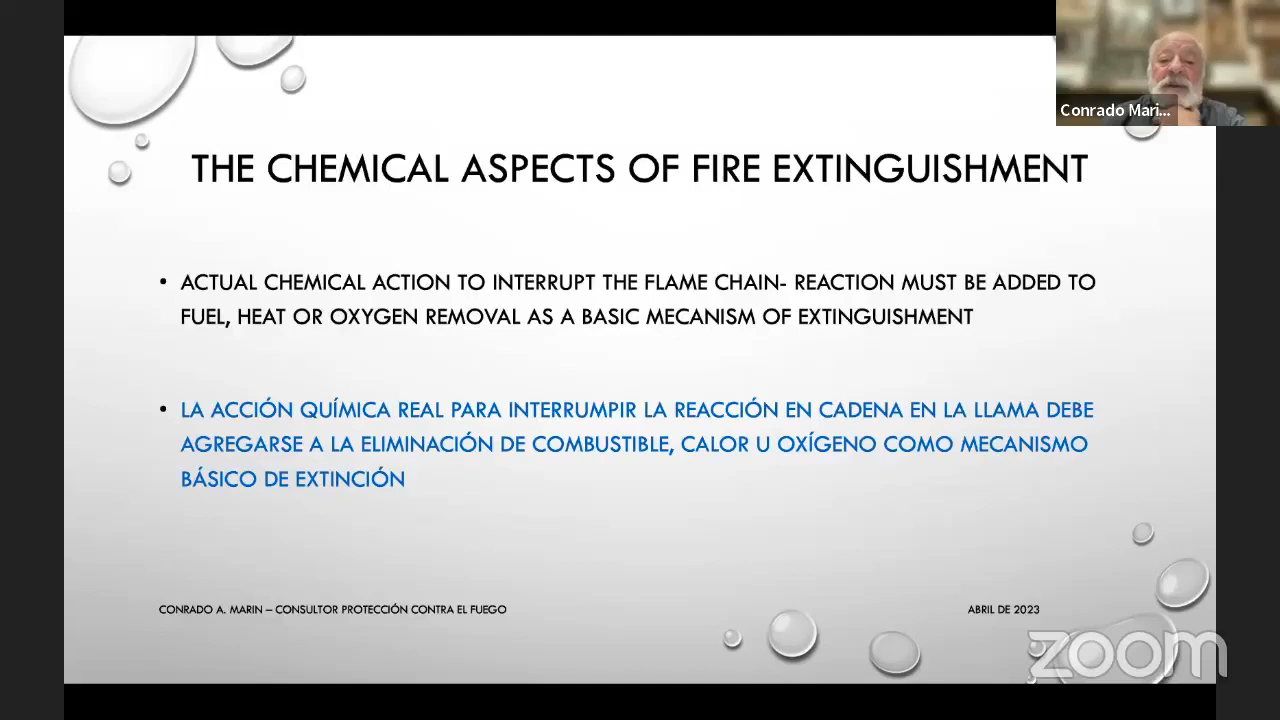 Conrado Mari...
THE CHEMICAL ASPECTS OF FIRE EXTINGUISHMENT
• ACTUAL CHEMICAL ACTION TO INTERRUPT THE FLAME CHAIN- REACTION MUST BE ADDED TO
FUEL, HEAT OR OXYGEN REMOVAL AS A BASIC MECANISM OF EXTINGUISHMENT
• LA ACCIÓN QUÍMICA REAL PARA INTERRUMPIR LA REACCIÓN EN CADENA EN LA LLAMA DEBE
AGREGARSE A LA ELIMINACIÓN DE COMBUSTIBLE, CALOR U OXÍGENO COMO MECANISMO
BÁSICO DE EXTINCIÓN
CONRADO A. MARIN – CONSULTOR PROTECCIÓN CONTRA EL FUEGO
ABRIL DE 2023
zoom